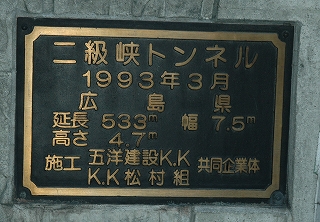 二級峡トンネル
1993年3月
広島県
延長 533m 幅 7.5m
高さ 4.7m
施工 五洋建設K.K 共同企業体
K.K松村組